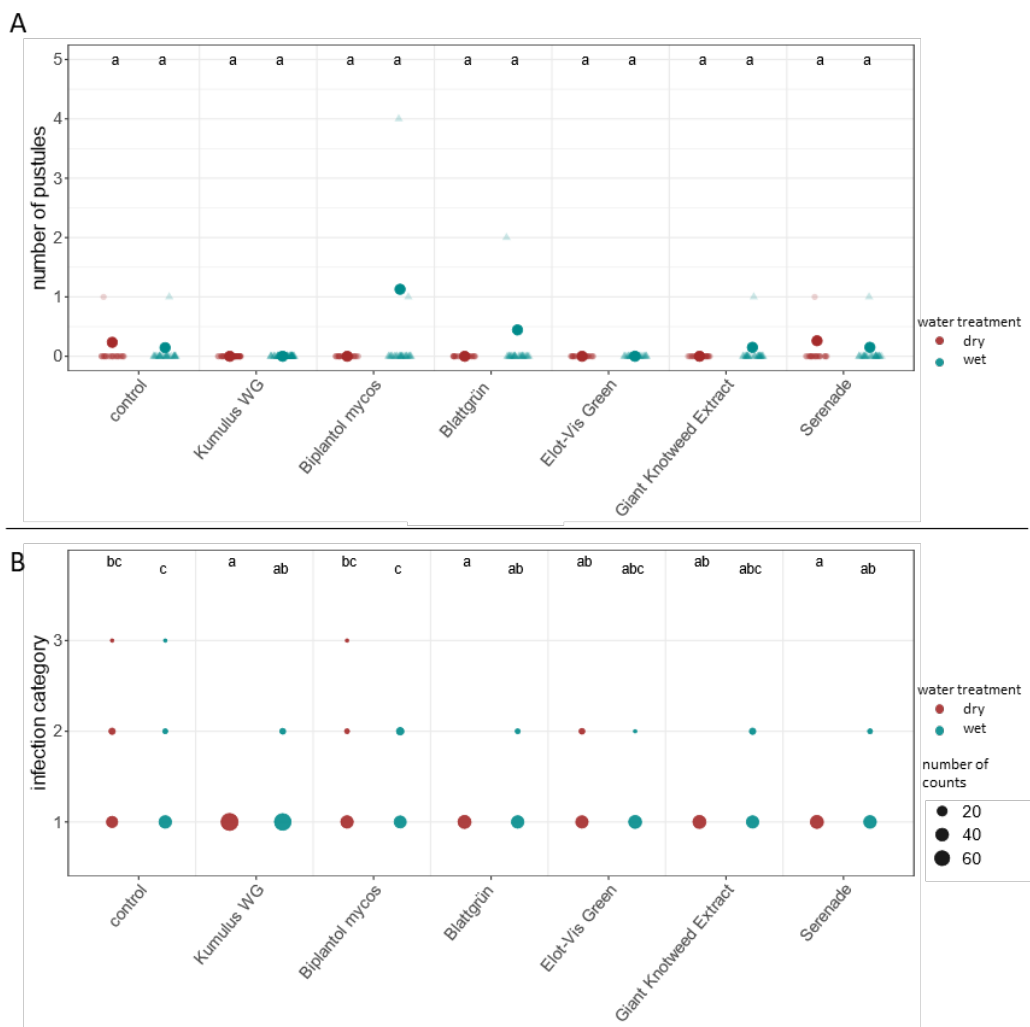 A
a a a a a a a a a a a a a a
5
4
3
2
1
0
number of pustules
control
Kumulus WG
Biplantol mycos
Blattgrün
Elot-Vis Green
Giant Knotweed Extract
Serenade
water treatment
dry
wet
B
bc c a ab bc c a ab ab abc ab abc a ab
3
2
1
infection category
control
Kumulus WG
Biplantol mycos
Blattgrün
Elot-Vis Green
Giant Knotweed Extract
Serenade
water treatment
dry
wet
number of
counts
20
40
60